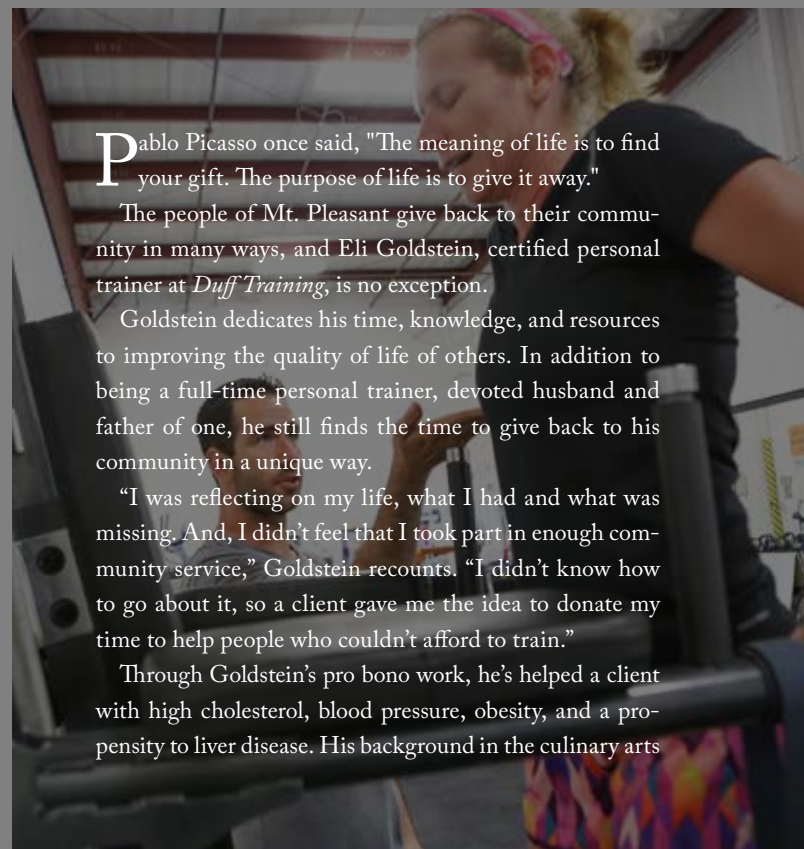 Pablo Picasso once said, "The meaning of life is to find
your gift. The purpose of life is to give it away."
The people of Mt. Pleasant give back to their commu-
nity in many ways, and Eli Goldstein, certified personal
trainer at Duff Training, is no exception.
Goldstein dedicates his time, knowledge, and resources
to improving the quality of life of others. In addition to
being a full-time personal trainer, devoted husband and
father of one, he still finds the time to give back to his
community in a unique way.
“I was reflecting on my life, what I had and what was
missing. And, I didn’t feel that I took part in enough com-
munity service,” Goldstein recounts. “I didn’t know how
to go about it, so a client gave me the idea to donate my
time to help people who couldn’t afford to train.”
Through Goldstein’s pro bono work, he’s helped a client
with high cholesterol, blood pressure, obesity, and a pro-
pensity to liver disease. His background in the culinary arts